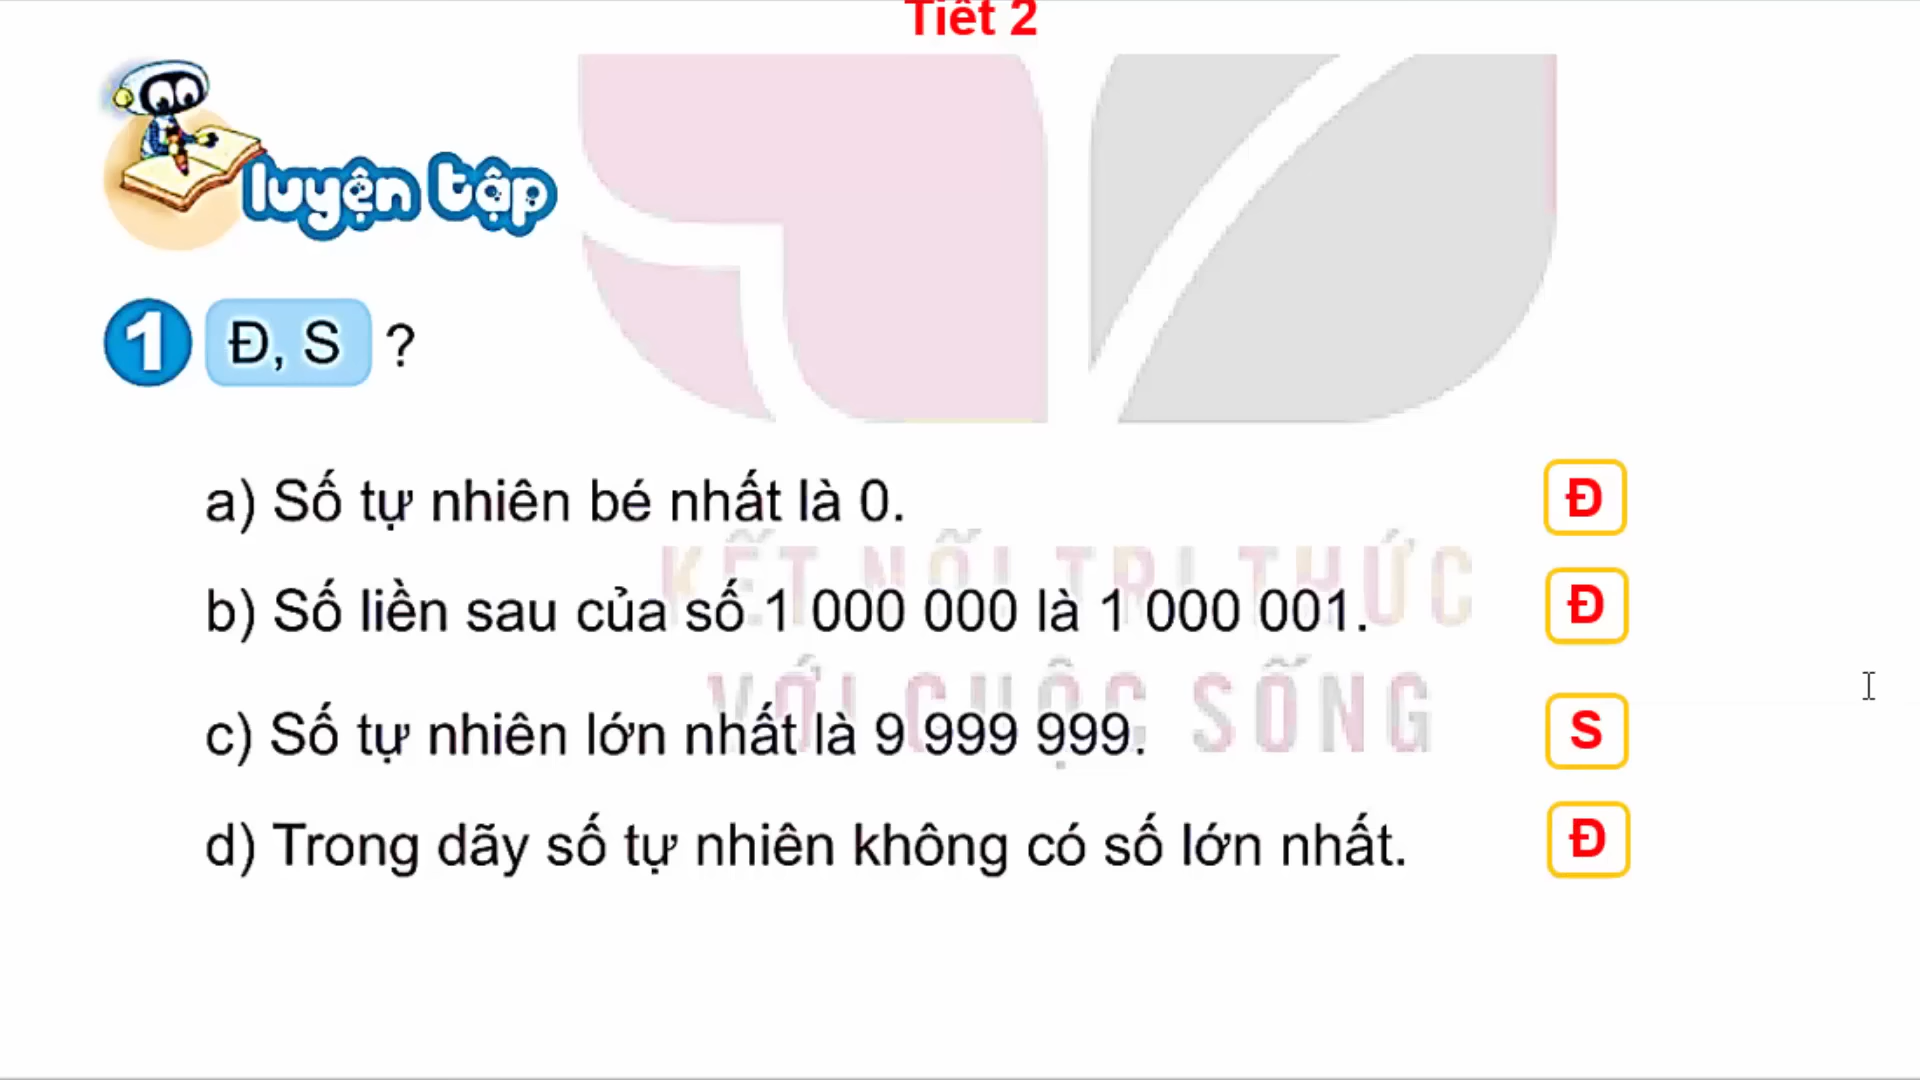 Tiết 2
luyện tập
1 Đ, S ?
a) Số tự nhiên bé nhất là 0. Đ
b) Số liền sau của số 1 000 000 là 1 000 001. Đ
c) Số tự nhiên lớn nhất là 9 999 999. S
d) Trong dãy số tự nhiên không có số lớn nhất. Đ
KẾT NỐI TRI THỨC
VỚI CUỘC SỐNG